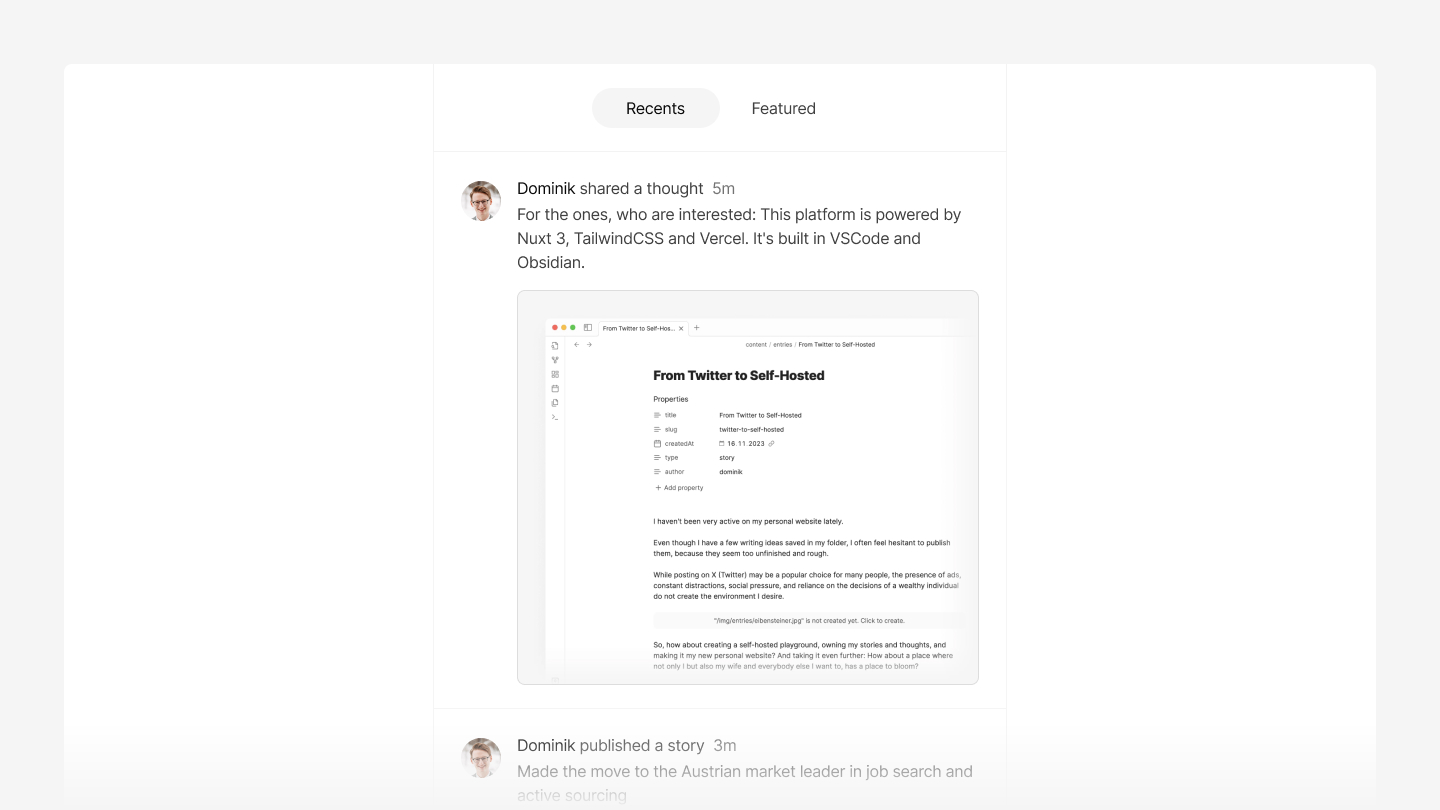 Recents
Featured
Dominik shared a thought 5m
For the ones, who are interested: This platform is powered by
Nuxt 3, TailwindCSS and Vercel. It's built in VSCode and
Obsidian.
From Twitter to Self-Hos...
content / entries / From Twitter to Self-Hosted
From Twitter to Self-Hosted
Properties
title From Twitter to Self-Hosted
slug twitter-to-self-hosted
createdAt 16.11.2023
type story
author dominik
+ Add property
I haven't been very active on my personal website lately.
Even though I have a few writing ideas saved in my folder, I often feel hesitant to publish
them, because they seem too unfinished and rough.
While posting on X (Twitter) may be a popular choice for many people, the presence of ads,
constant distractions, social pressure, and reliance on the decisions of a wealthy individual
do not create the environment I desire.
"/img/entries/eibensteiner.jpg" is not created yet. Click to create.
So, how about creating a self-hosted playground, owning my stories and thoughts, and
making it my new personal website? And taking it even further: How about a place where
not only I but also my wife and everybody else I want to, has a place to bloom?
Dominik published a story 3m
Made the move to the Austrian market leader in job search and
active sourcing